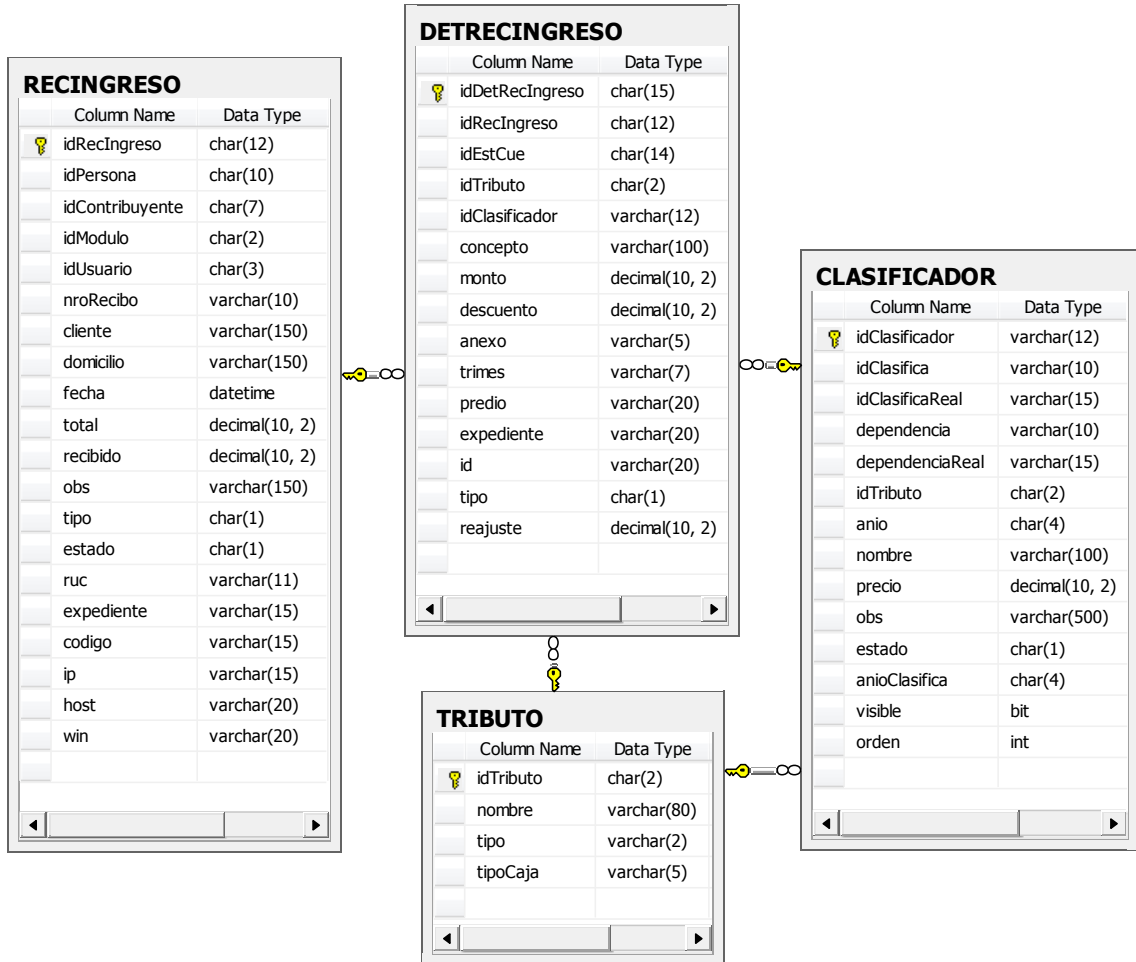 RECINGRESO
Column Name Data Type
idRecIngreso char(12)
idPersona char(10)
idContribuyente char(7)
idModulo char(2)
idUsuario char(3)
nroRecibo varchar(10)
cliente varchar(150)
domicilio varchar(150)
fecha datetime
total decimal(10, 2)
recibido decimal(10, 2)
obs varchar(150)
tipo char(1)
estado char(1)
ruc varchar(11)
expediente varchar(15)
codigo varchar(15)
ip varchar(15)
host varchar(20)
win varchar(20)
DETRECINGRESO
Column Name Data Type
idDetRecIngreso char(15)
idRecIngreso char(12)
idEstCue char(14)
idTributo char(2)
idClasificador varchar(12)
concepto varchar(100)
monto decimal(10, 2)
descuento decimal(10, 2)
anexo varchar(5)
trimes varchar(7)
predio varchar(20)
expediente varchar(20)
id varchar(20)
tipo char(1)
reajuste decimal(10, 2)
TRIBUTO
Column Name Data Type
idTributo char(2)
nombre varchar(80)
tipo varchar(2)
tipoCaja varchar(5)
CLASIFICADOR
Column Name Data Type
idClasificador varchar(12)
idClasifica varchar(10)
idClasificaReal varchar(15)
dependencia varchar(10)
dependenciaReal varchar(15)
idTributo char(2)
anio char(4)
nombre varchar(100)
precio decimal(10, 2)
obs varchar(500)
estado char(1)
anioClasifica char(4)
visible bit
orden int